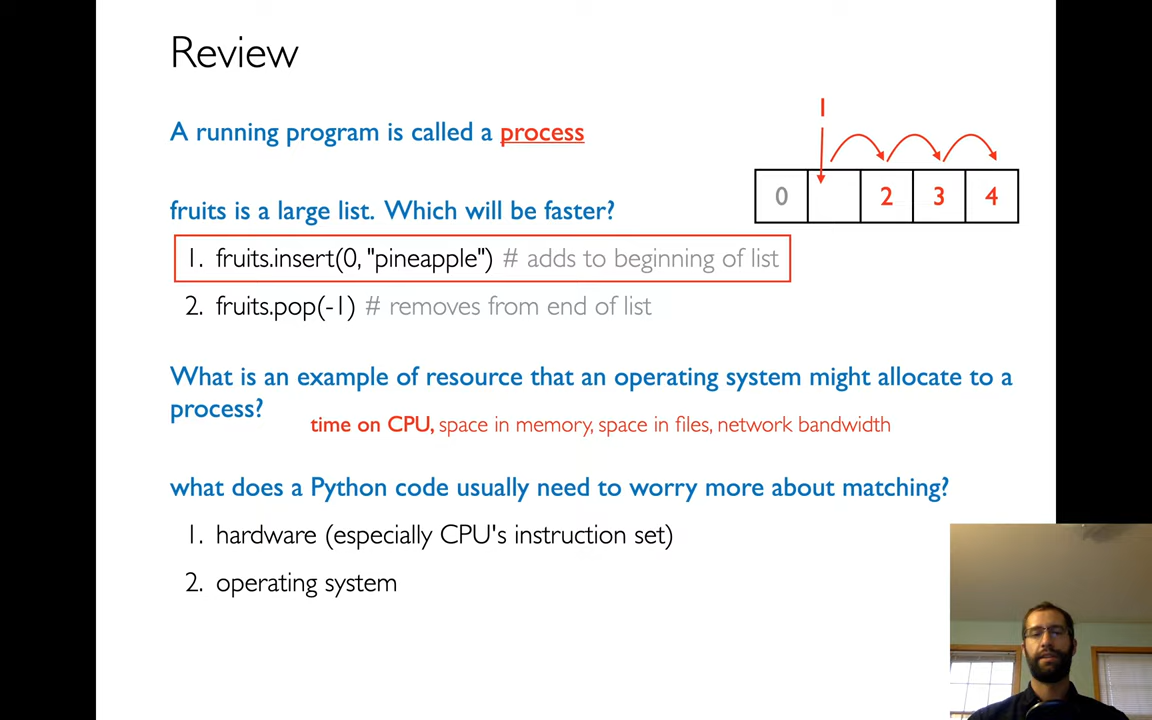 Review
A running program is called a process
1
0 2 3 4
fruits is a large list. Which will be faster?
1. fruits.insert(0, "pineapple") # adds to beginning of list
2. fruits.pop(-1) # removes from end of list
What is an example of resource that an operating system might allocate to a
process?
time on CPU, space in memory, space in files, network bandwidth
what does a Python code usually need to worry more about matching?
1. hardware (especially CPU's instruction set)
2. operating system